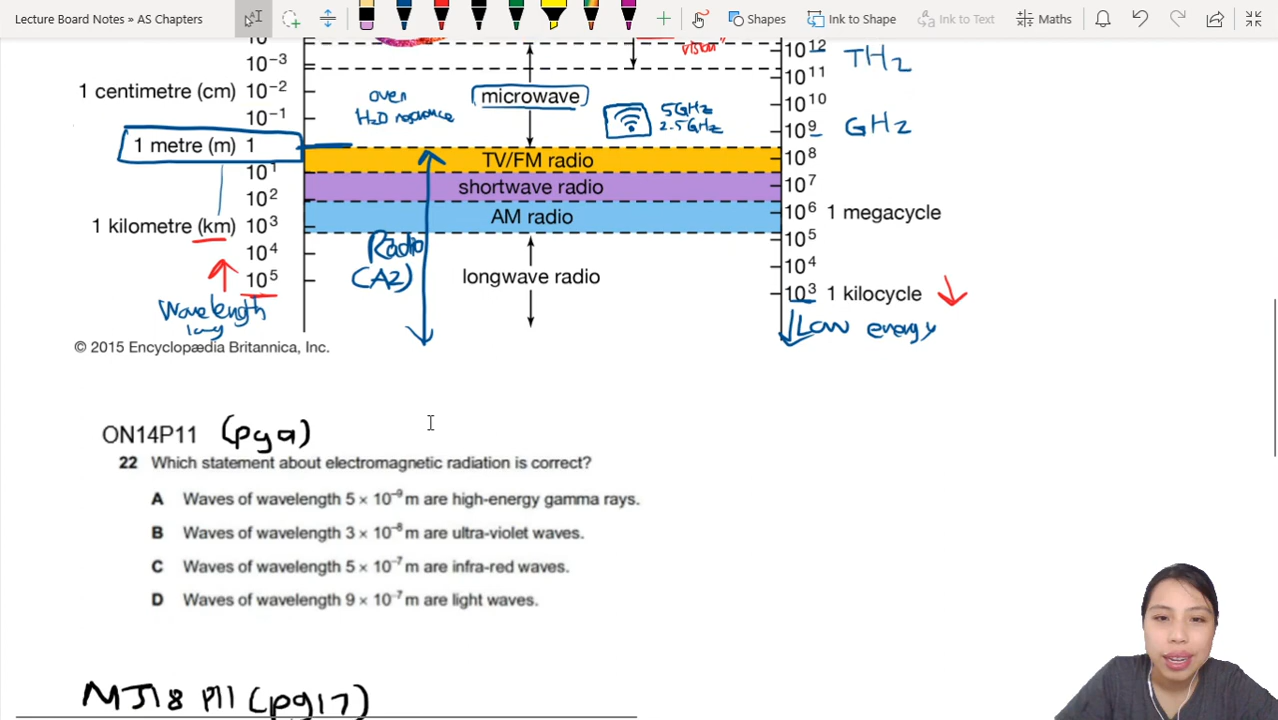 Lecture Board Notes » AS Chapters
Shapes
Ink to Shape
Ink to Text
Maths
10¹² THz
10⁻³
10¹¹
1 centimetre (cm) 10⁻²
oven
H₂O resonance
microwave
5GHz
2.5GHz
10¹⁰
10⁻¹
10⁹ GHz
1 metre (m) 1
TV/FM radio
10⁸
10¹
shortwave radio
10⁷
10²
AM radio
10⁶ 1 megacycle
1 kilometre (km) 10³
10⁵
Radio
(A2)
10⁴
longwave radio
10⁴
10⁵
10³ 1 kilocycle
Wavelength
long
Low energy
© 2015 Encyclopædia Britannica, Inc.
ON14P11 (pg 9)
22 Which statement about electromagnetic radiation is correct?
A Waves of wavelength 5 × 10⁻⁹ m are high-energy gamma rays.
B Waves of wavelength 3 × 10⁻⁸ m are ultra-violet waves.
C Waves of wavelength 5 × 10⁻⁷ m are infra-red waves.
D Waves of wavelength 9 × 10⁻⁷ m are light waves.
MJ18 P11 (pg 17)